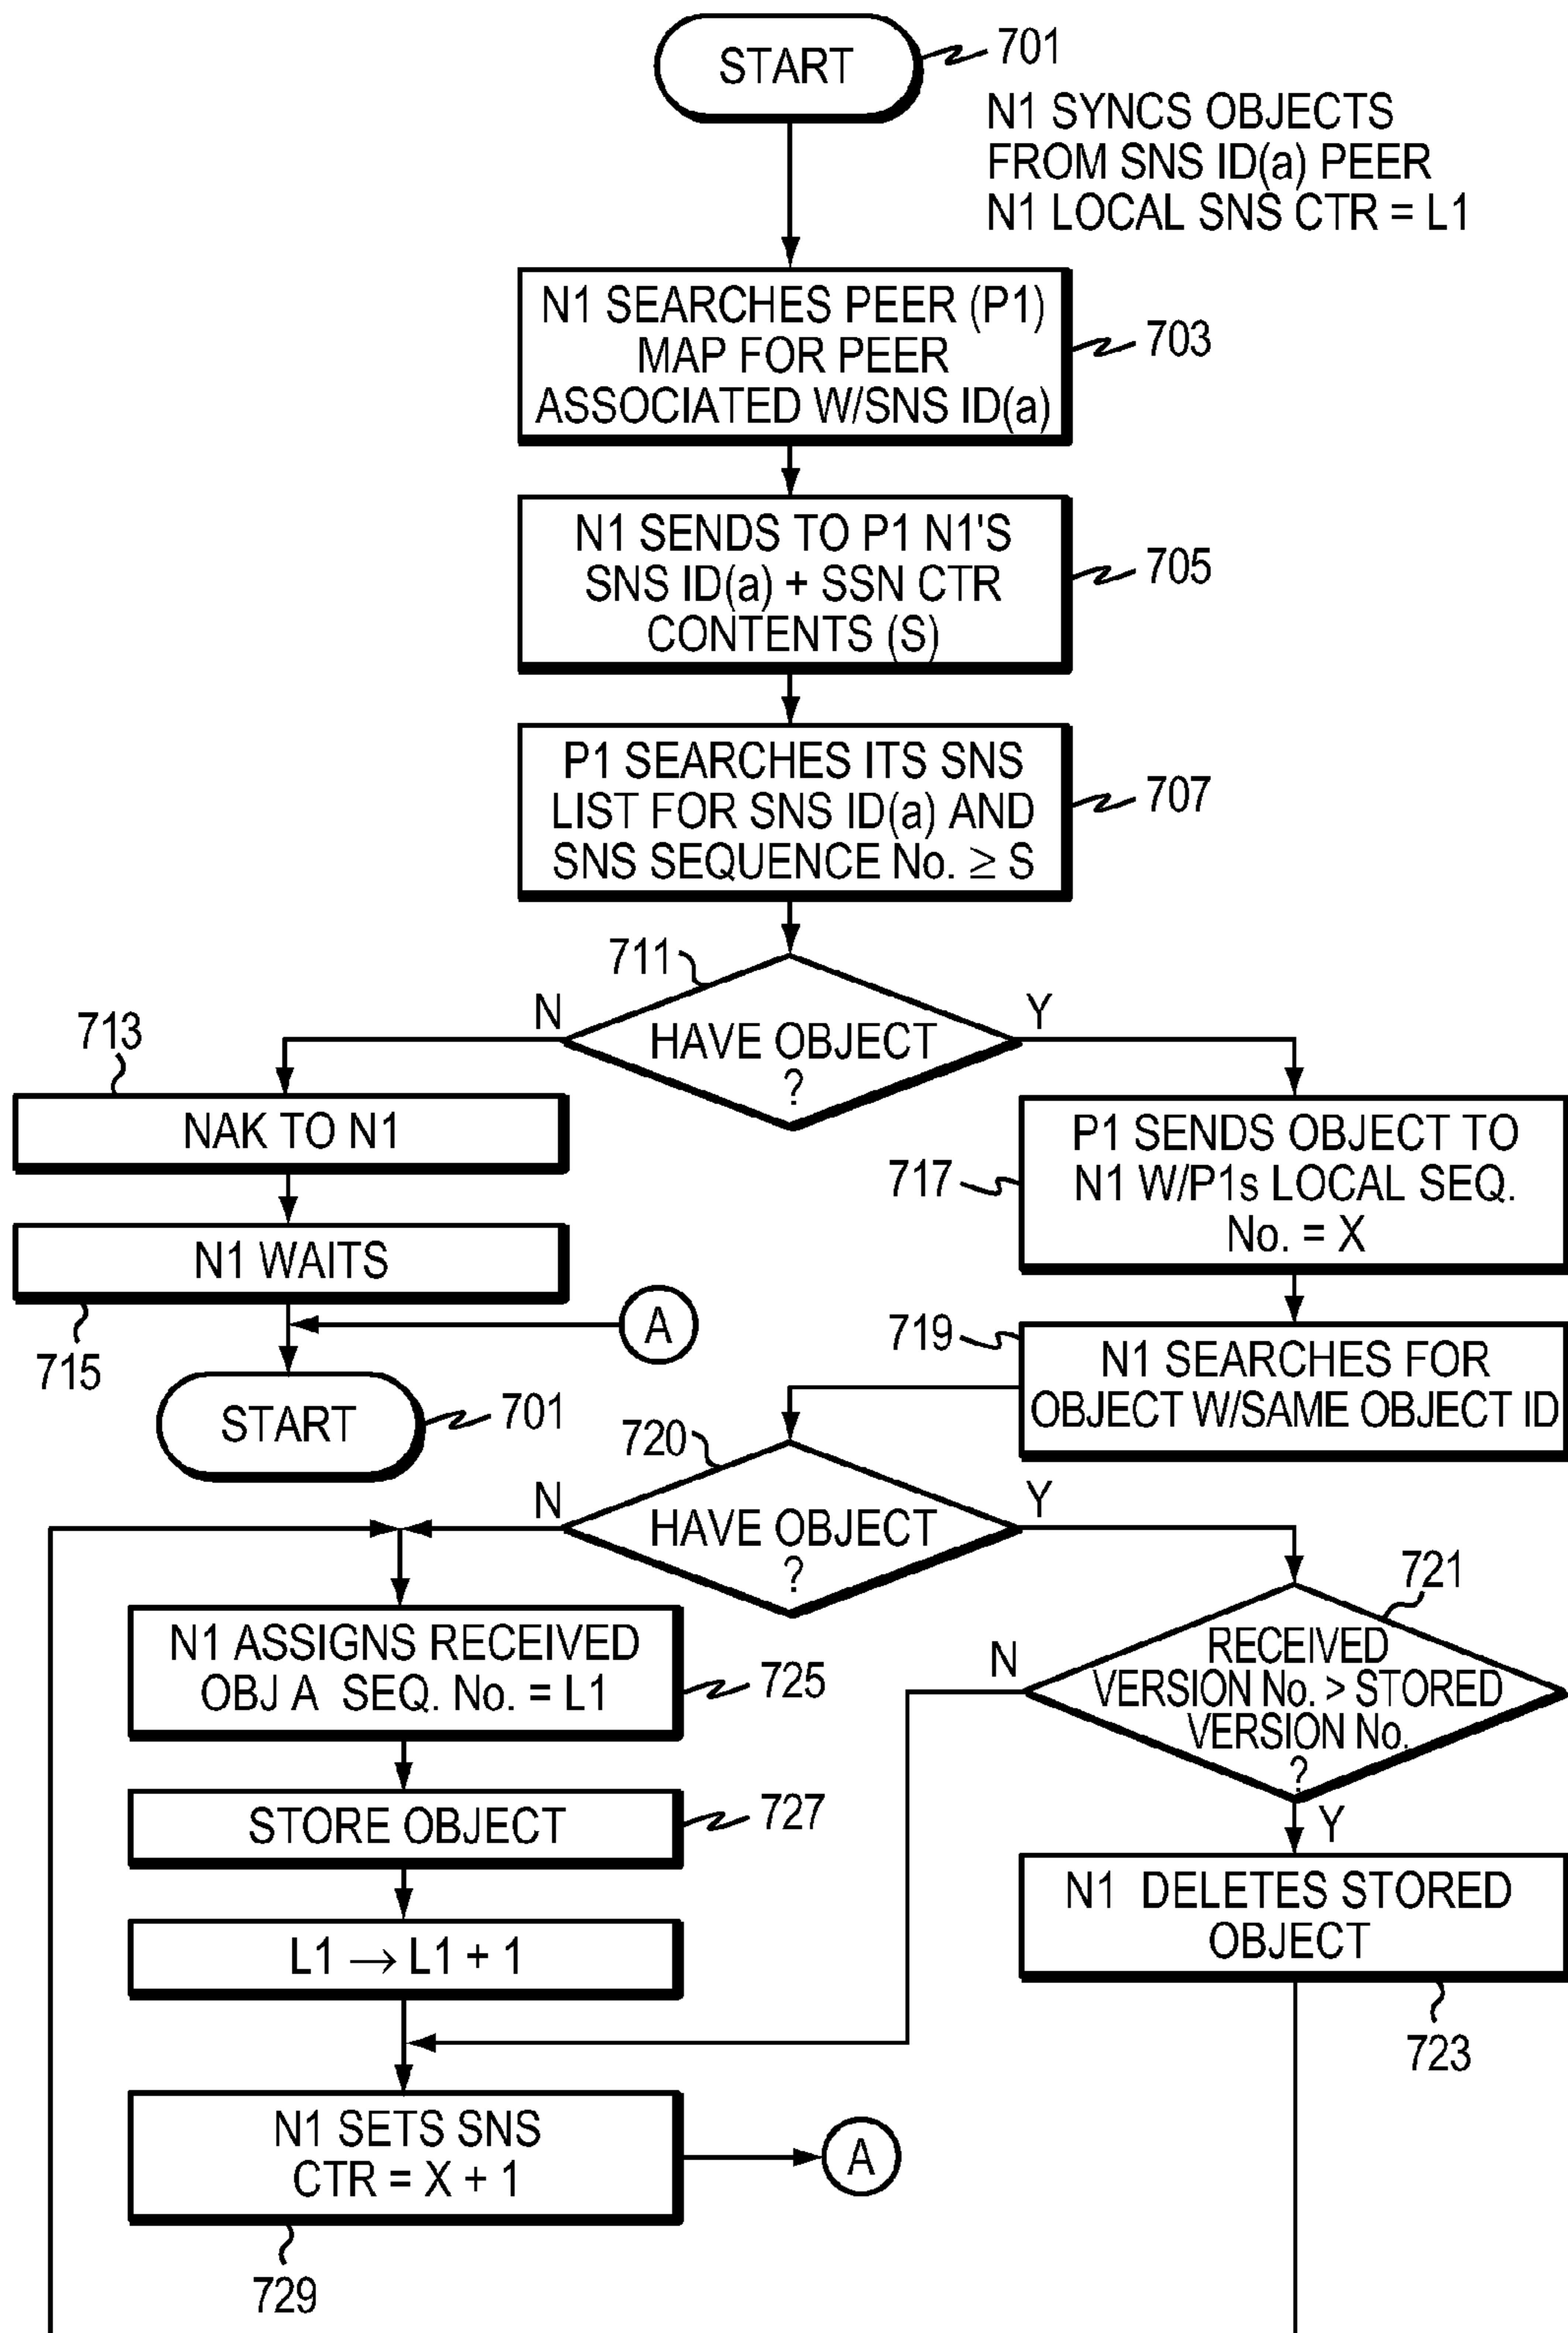 START
701
N1 SYNCS OBJECTS
FROM SNS ID(a) PEER
N1 LOCAL SNS CTR = L1
N1 SEARCHES PEER (P1)
MAP FOR PEER
ASSOCIATED W/SNS ID(a)
703
N1 SENDS TO P1 N1'S
SNS ID(a) + SSN CTR
CONTENTS (S)
705
P1 SEARCHES ITS SNS
LIST FOR SNS ID(a) AND
SNS SEQUENCE No. ≥ S
707
711
HAVE OBJECT
?
N
Y
713
NAK TO N1
N1 WAITS
715
A
START
701
P1 SENDS OBJECT TO
N1 W/P1s LOCAL SEQ.
No. = X
717
719
N1 SEARCHES FOR
OBJECT W/SAME OBJECT ID
720
HAVE OBJECT
?
N
Y
721
RECEIVED
VERSION No. > STORED
VERSION No.
?
N
Y
N1 DELETES STORED
OBJECT
723
N1 ASSIGNS RECEIVED
OBJ A SEQ. No. = L1
725
STORE OBJECT
727
L1 → L1 + 1
N1 SETS SNS
CTR = X + 1
729
A